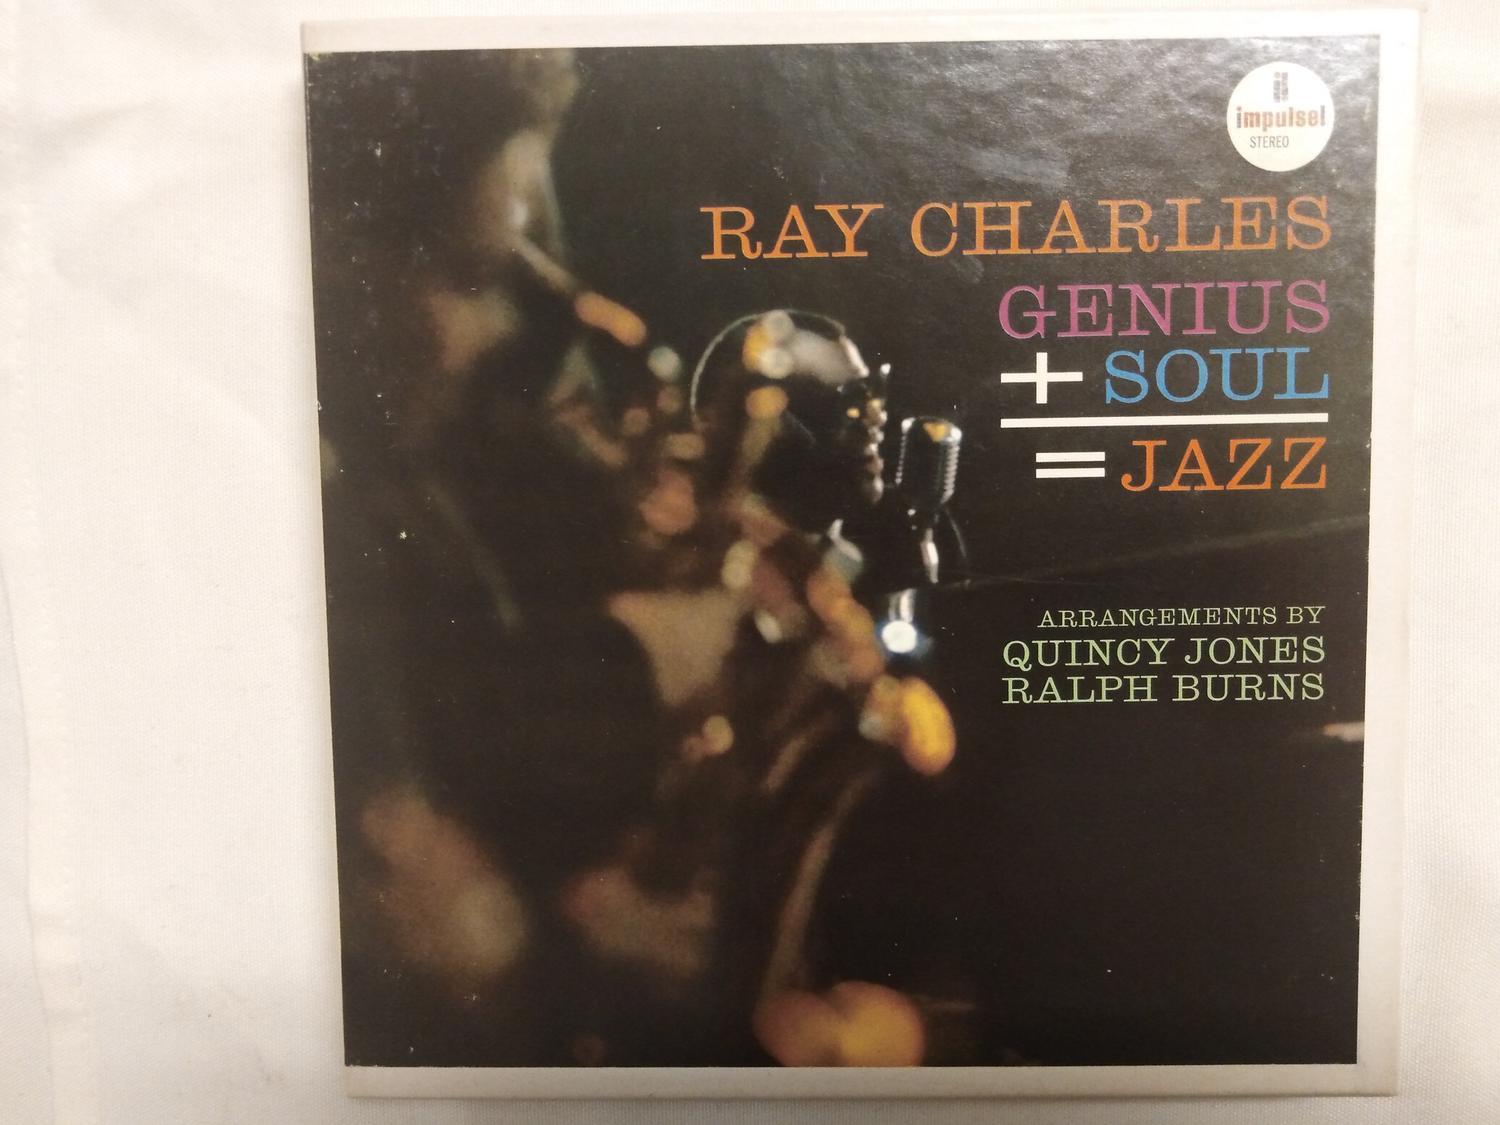 impulse!
STEREO
RAY CHARLES
GENIUS
+ SOUL
= JAZZ
ARRANGEMENTS BY
QUINCY JONES
RALPH BURNS